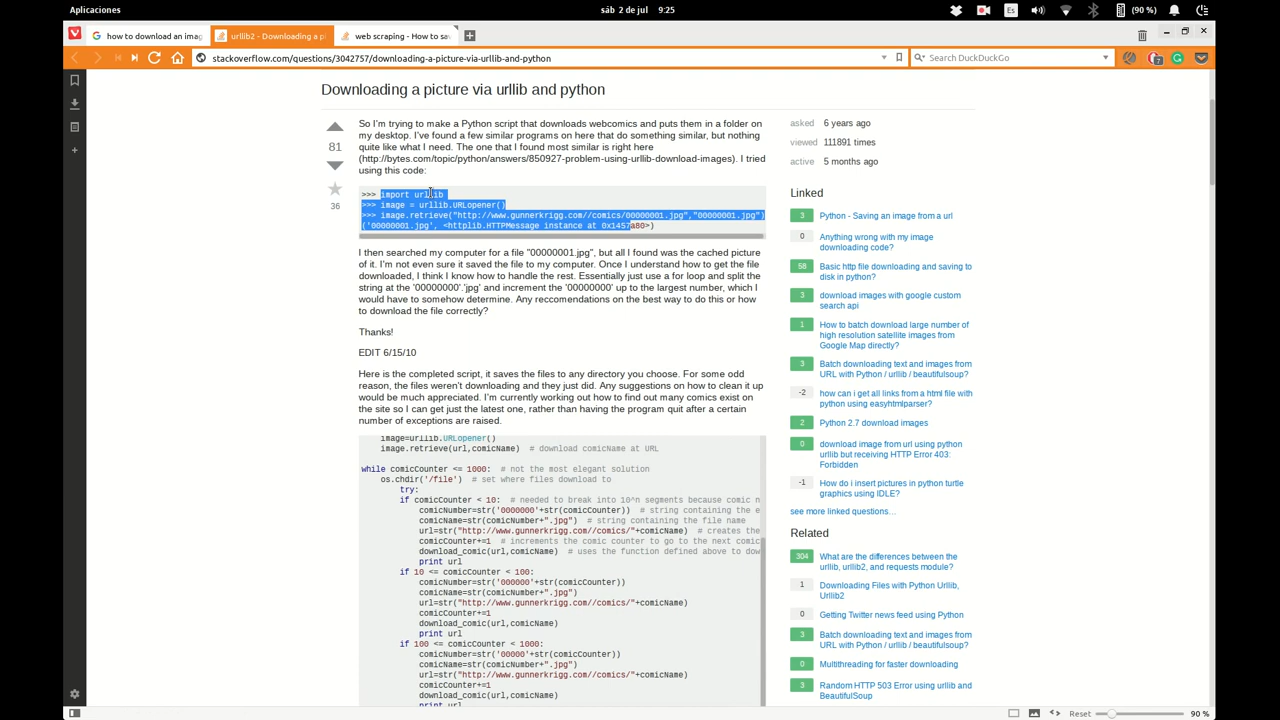 Aplicaciones
sáb 2 de jul 9:25
Es
(90 %)
how to download an imag
urllib2 - Downloading a pi
web scraping - How to sav
stackoverflow.com/questions/3042757/downloading-a-picture-via-urllib-and-python
Search DuckDuckGo
Downloading a picture via urllib and python
81
36
So I'm trying to make a Python script that downloads webcomics and puts them in a folder on
my desktop. I've found a few similar programs on here that do something similar, but nothing
quite like what I need. The one that I found most similar is right here
(http://bytes.com/topic/python/answers/850927-problem-using-urllib-download-images). I tried
using this code:
>>> import urllib
>>> image = urllib.URLopener()
>>> image.retrieve("http://www.gunnerkrigg.com//comics/00000001.jpg","00000001.jpg")
('00000001.jpg', <httplib.HTTPMessage instance at 0x1457a80>)
I then searched my computer for a file "00000001.jpg", but all I found was the cached picture
of it. I'm not even sure it saved the file to my computer. Once I understand how to get the file
downloaded, I think I know how to handle the rest. Essentially just use a for loop and split the
string at the '00000000'.'jpg' and increment the '00000000' up to the largest number, which I
would have to somehow determine. Any reccomendations on the best way to do this or how
to download the file correctly?
Thanks!
EDIT 6/15/10
Here is the completed script, it saves the files to any directory you choose. For some odd
reason, the files weren't downloading and they just did. Any suggestions on how to clean it up
would be much appreciated. I'm currently working out how to find out many comics exist on
the site so I can get just the latest one, rather than having the program quit after a certain
number of exceptions are raised.
image=urllib.URLopener()
image.retrieve(url,comicName)  # download comicName at URL
while comicCounter <= 1000:  # not the most elegant solution
os.chdir('/file')  # set where files download to
try:
if comicCounter < 10:  # needed to break into 10^n segments because comic n
comicNumber=str('0000000'+str(comicCounter))  # string containing the e
comicName=str(comicNumber+".jpg")  # string containing the file name
url=str("http://www.gunnerkrigg.com//comics/"+comicName)  # creates the
comicCounter+=1  # increments the comic counter to go to the next comic
download_comic(url,comicName)  # uses the function defined above to dow
print url
if 10 <= comicCounter < 100:
comicNumber=str('000000'+str(comicCounter))
comicName=str(comicNumber+".jpg")
url=str("http://www.gunnerkrigg.com//comics/"+comicName)
comicCounter+=1
download_comic(url,comicName)
print url
if 100 <= comicCounter < 1000:
comicNumber=str('00000'+str(comicCounter))
comicName=str(comicNumber+".jpg")
url=str("http://www.gunnerkrigg.com//comics/"+comicName)
comicCounter+=1
download_comic(url,comicName)
print url
asked 6 years ago
viewed 111891 times
active 5 months ago
Linked
3 Python - Saving an image from a url
0 Anything wrong with my image
downloading code?
58 Basic http file downloading and saving to
disk in python?
3 download images with google custom
search api
1 How to batch download large number of
high resolution satellite images from
Google Map directly?
3 Batch downloading text and images from
URL with Python / urllib / beautifulsoup?
-2 how can i get all links from a html file with
python using easyhtmlparser?
2 Python 2.7 download images
0 download image from url using python
urllib but receiving HTTP Error 403:
Forbidden
-1 How do i insert pictures in python turtle
graphics using IDLE?
see more linked questions…
Related
304 What are the differences between the
urllib, urllib2, and requests module?
1 Downloading Files with Python Urllib,
Urllib2
0 Getting Twitter news feed using Python
3 Batch downloading text and images from
URL with Python / urllib / beautifulsoup?
0 Multithreading for faster downloading
3 Random HTTP 503 Error using urllib and
BeautifulSoup
Reset
90 %